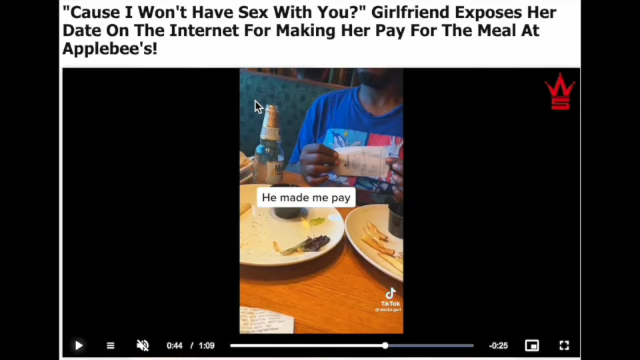 "Cause I Won't Have Sex With You?" Girlfriend Exposes Her
Date On The Internet For Making Her Pay For The Meal At
Applebee's!
He made me pay
TikTok
0:44 / 1:09
-0:25